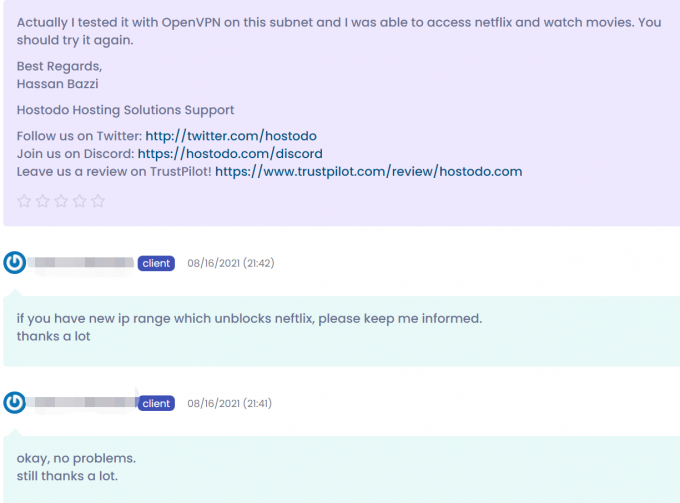 Actually I tested it with OpenVPN on this subnet and I was able to access netflix and watch movies. You
should try it again.
Best Regards,
Hassan Bazzi
Hostodo Hosting Solutions Support
Follow us on Twitter: http://twitter.com/hostodo
Join us on Discord: https://hostodo.com/discord
Leave us a review on TrustPilot! https://www.trustpilot.com/review/hostodo.com
client 08/16/2021 (21:42)
if you have new ip range which unblocks neftlix, please keep me informed.
thanks a lot
client 08/16/2021 (21:41)
okay, no problems.
still thanks a lot.